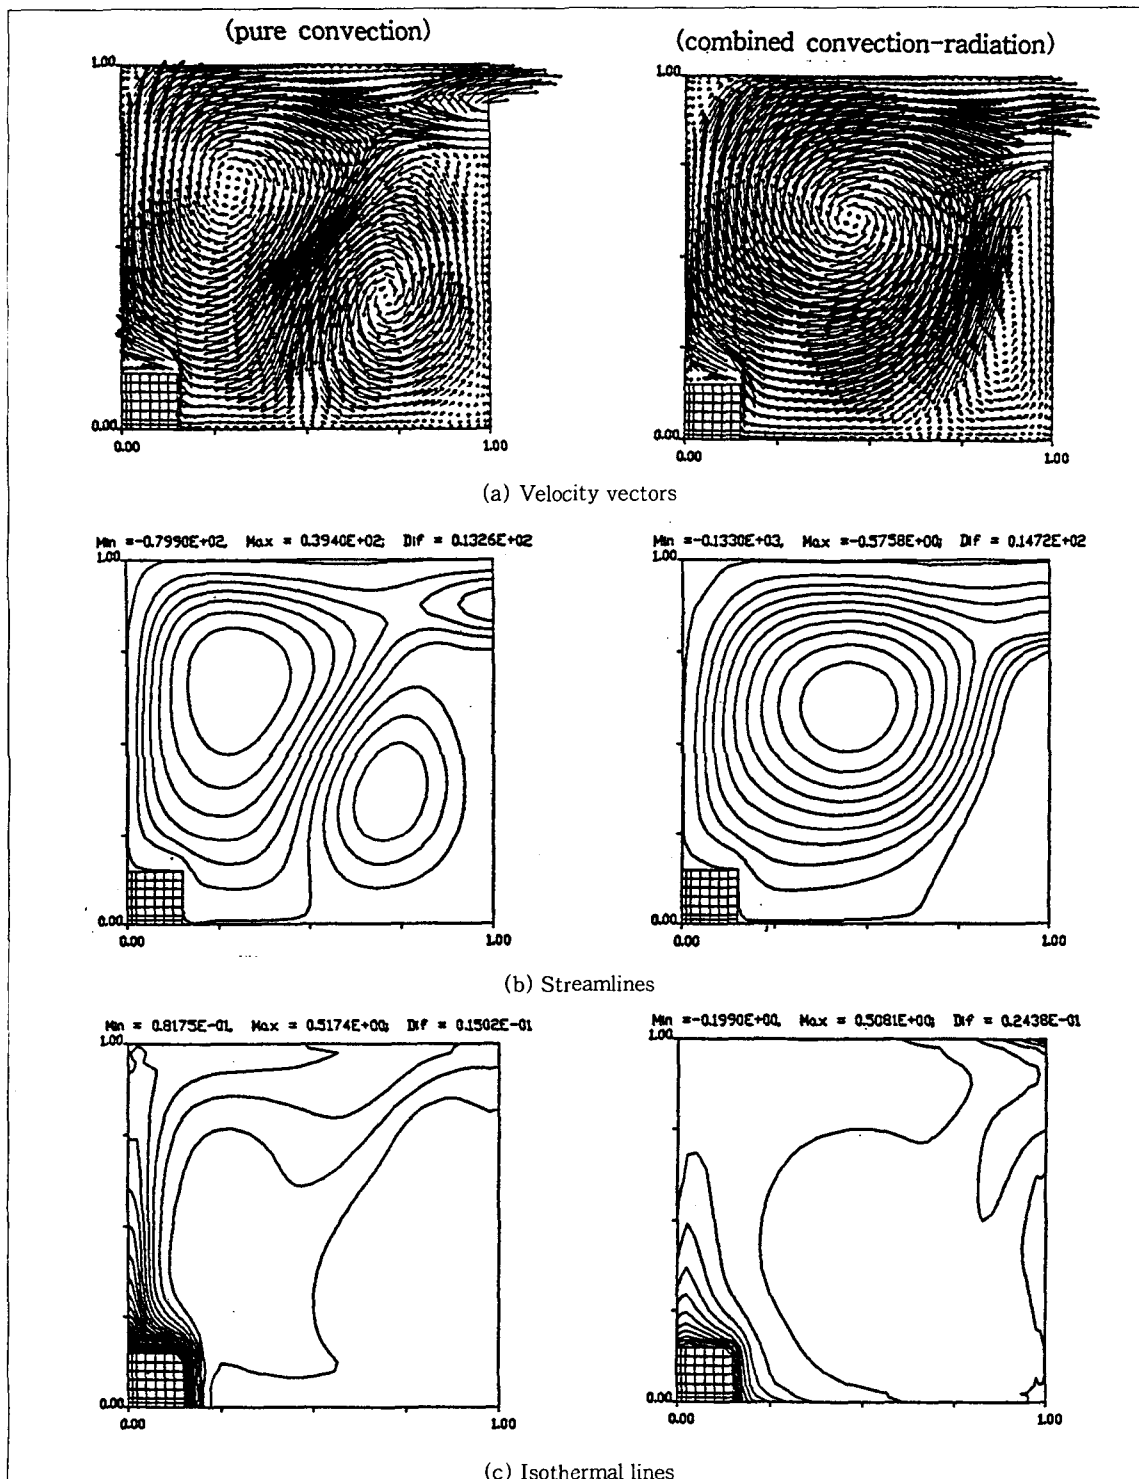 (pure convection)
(combined convection-radiation)
1.00
0.00
0.00
1.00
1.00
0.00
0.00
1.00
(a) Velocity vectors
Min =-0.7990E+02, Max = 0.3940E+02; Dif = 0.1326E+02
1.00
0.00
0.00
1.00
Min =-0.1330E+03, Max =-0.5758E+00; Dif = 0.1472E+02
1.00
0.00
0.00
1.00
(b) Streamlines
Min = 0.8175E-01, Max = 0.5174E+00; Dif = 0.1502E-01
1.00
0.00
0.00
1.00
Min =-0.1990E+00, Max = 0.5081E+00; Dif = 0.2438E-01
1.00
0.00
0.00
1.00
(c) Isothermal lines